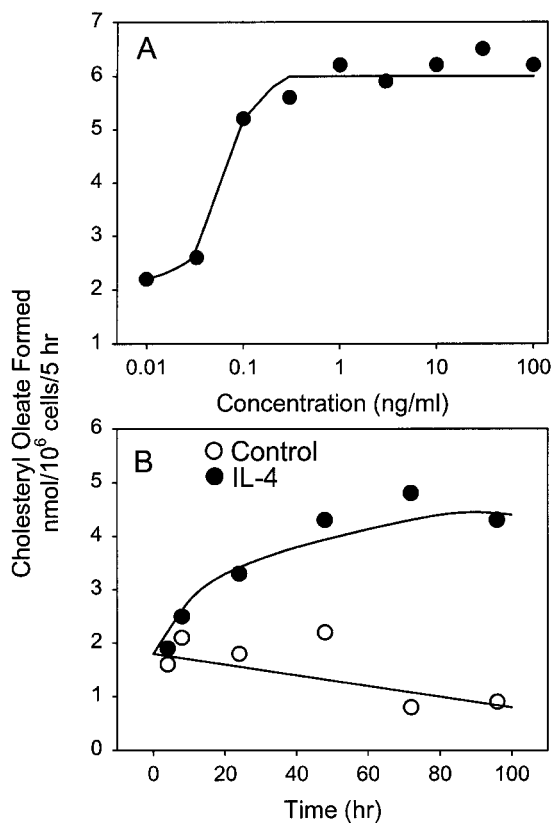 Cholesteryl Oleate Formed
nmol/10⁶ cells/5 hr
A
7
6
5
4
3
2
1
0.01 0.1 1 10 100
Concentration (ng/ml)
B
Control
IL-4
6
5
4
3
2
1
0
0 20 40 60 80 100
Time (hr)